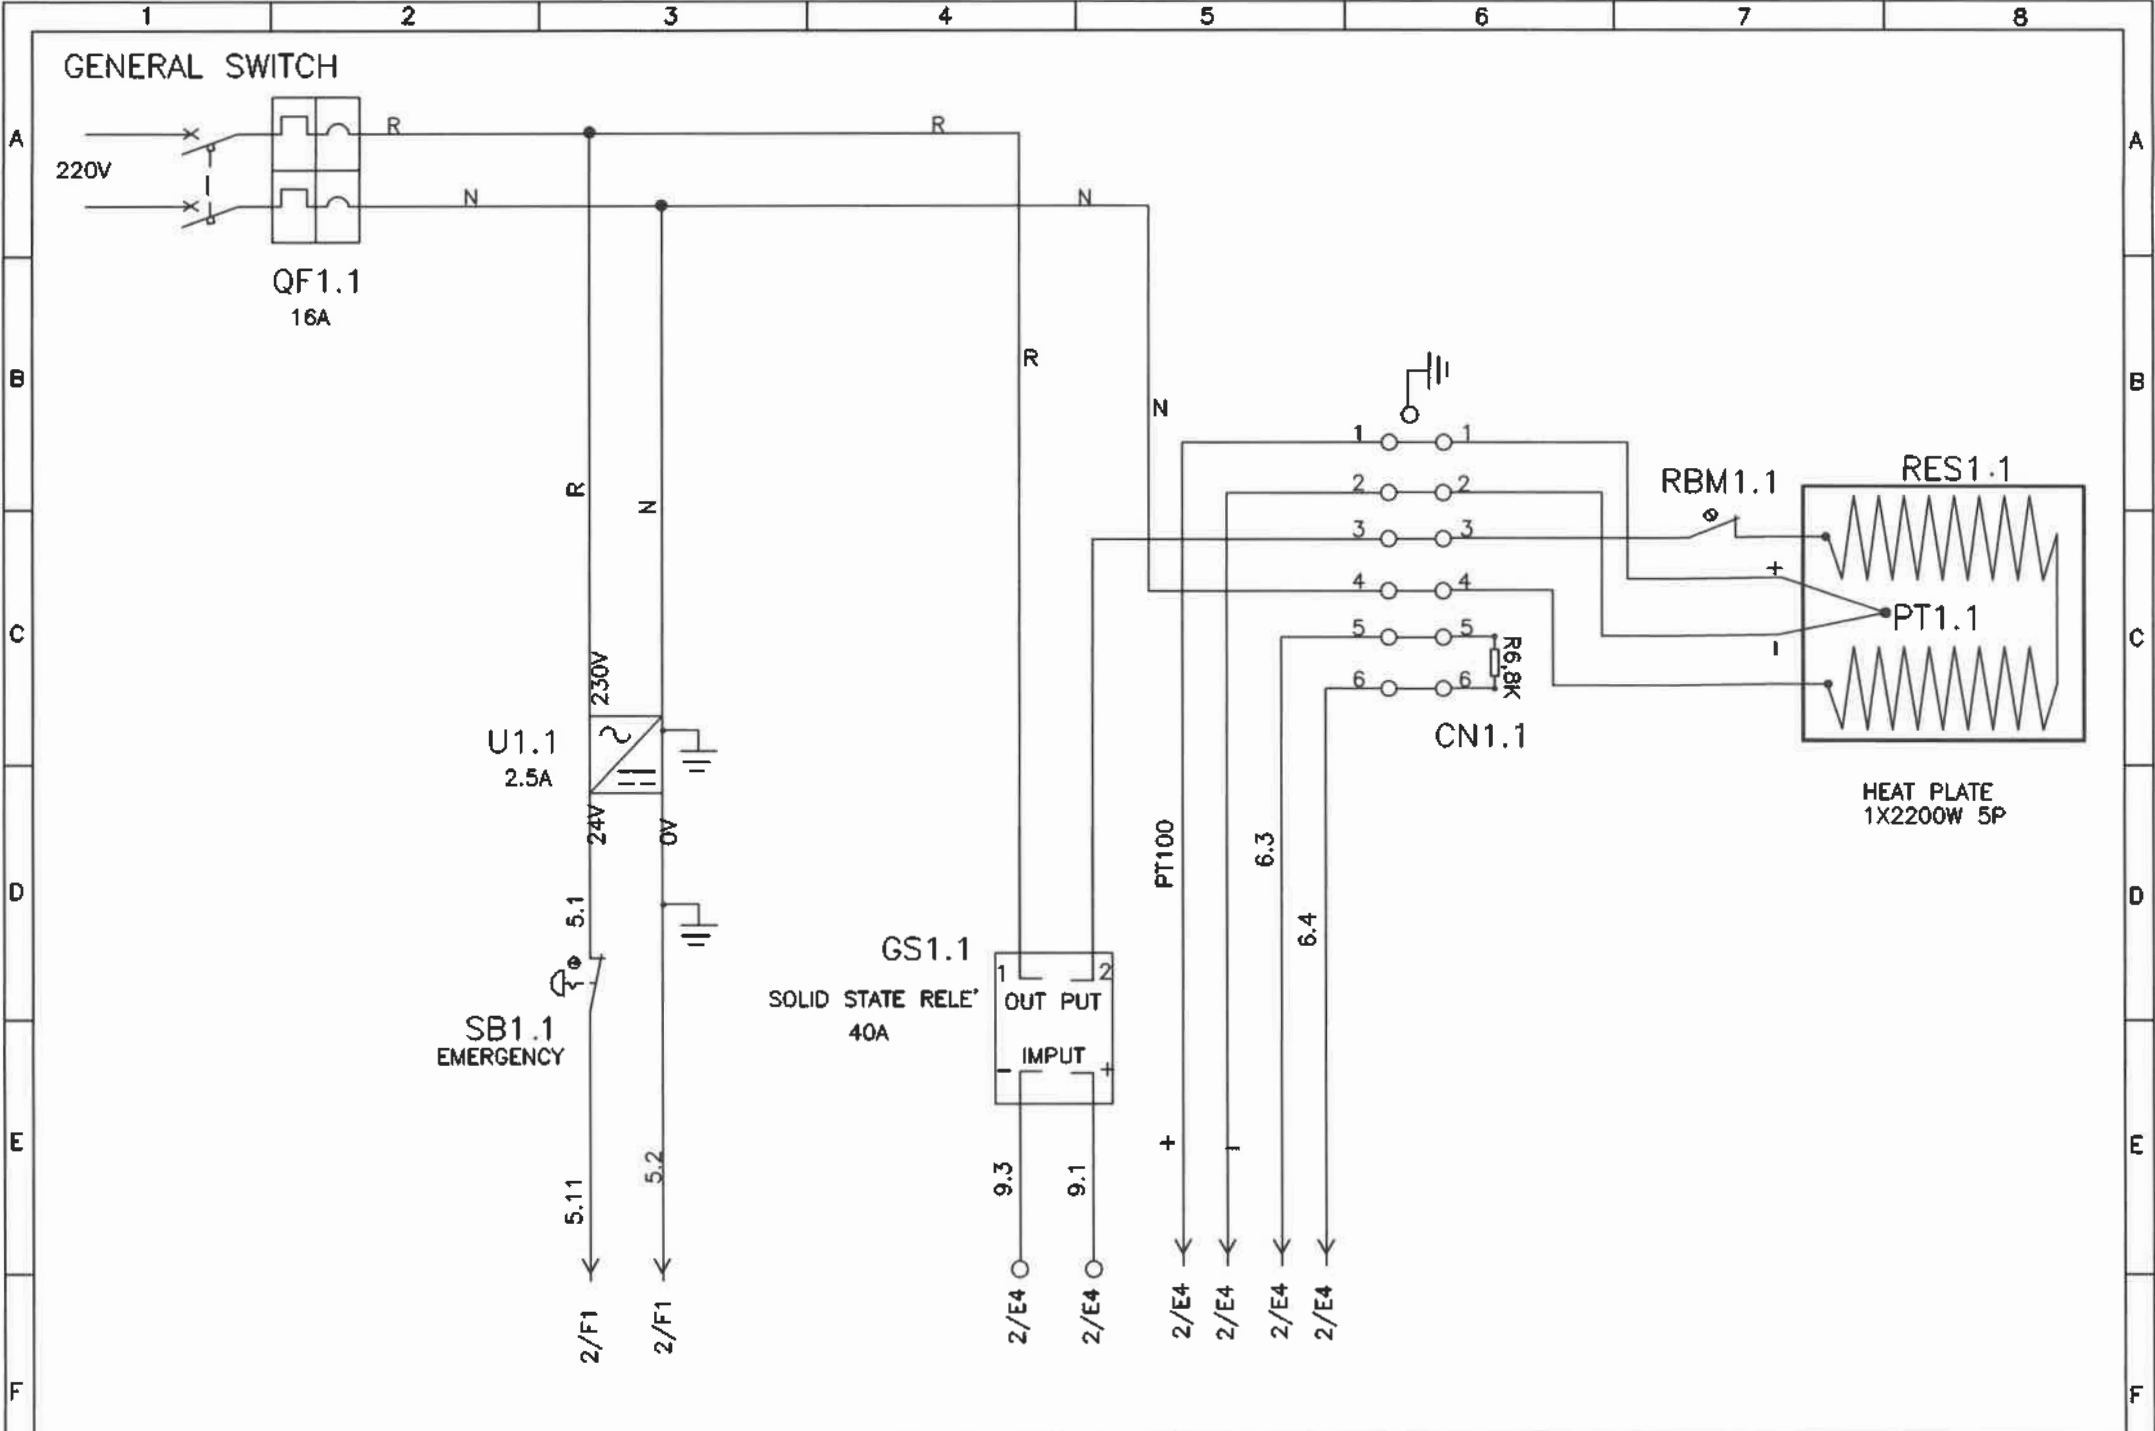 1 2 3 4 5 6 7 8
GENERAL SWITCH
A R R A
220V
N N
QF1.1
16A
R
B B
N
1 1
RES1.1
RBM1.1
2 2
R N
3 3
+
4 4
PT1.1
C 5 5 C
-
R6,8K
230V
6 6
CN1.1
U1.1
2.5A
HEAT PLATE
1X2200W 5P
24V 0V
PT100 6.3
D D
5.1
6.4
GS1.1
1 2
SOLID STATE RELE' OUT PUT
40A
SB1.1
EMERGENCY
IMPUT
- +
E + - E
5.2
9.3 9.1
5.11
2/F1 2/F1 2/E4 2/E4 2/E4 2/E4 2/E4 2/E4
F F